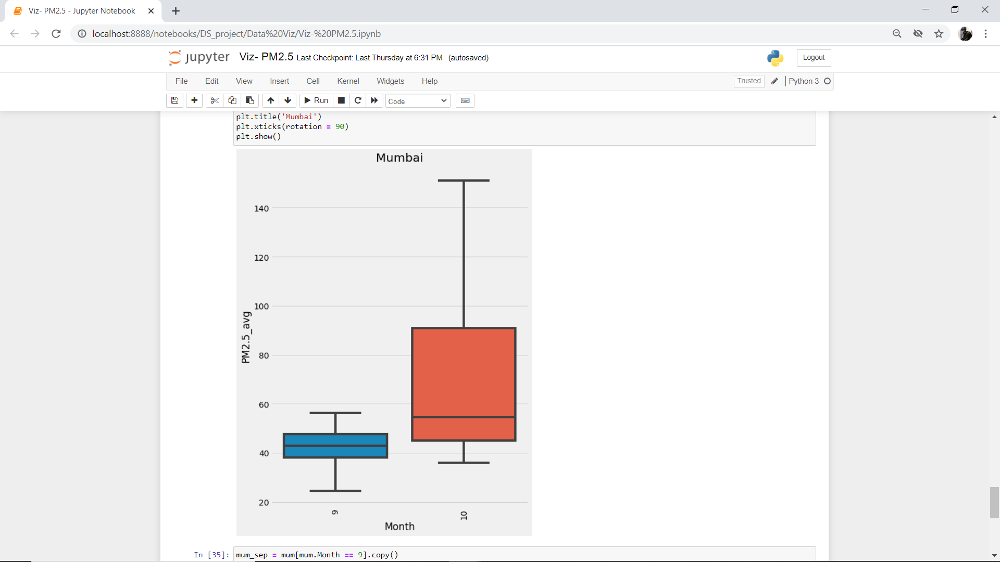 Viz- PM2.5 - Jupyter Notebook
localhost:8888/notebooks/DS_project/Data%20Viz/Viz-%20PM2.5.ipynb
jupyter Viz- PM2.5 Last Checkpoint: Last Thursday at 6:31 PM (autosaved) Logout
File Edit View Insert Cell Kernel Widgets Help Trusted Python 3
Run Code
plt.title('Mumbai')
plt.xticks(rotation = 90)
plt.show()
Mumbai
140
120
100
80
60
40
20
PM2.5_avg
9 10
Month
In [35]: mum_sep = mum[mum.Month == 9].copy()